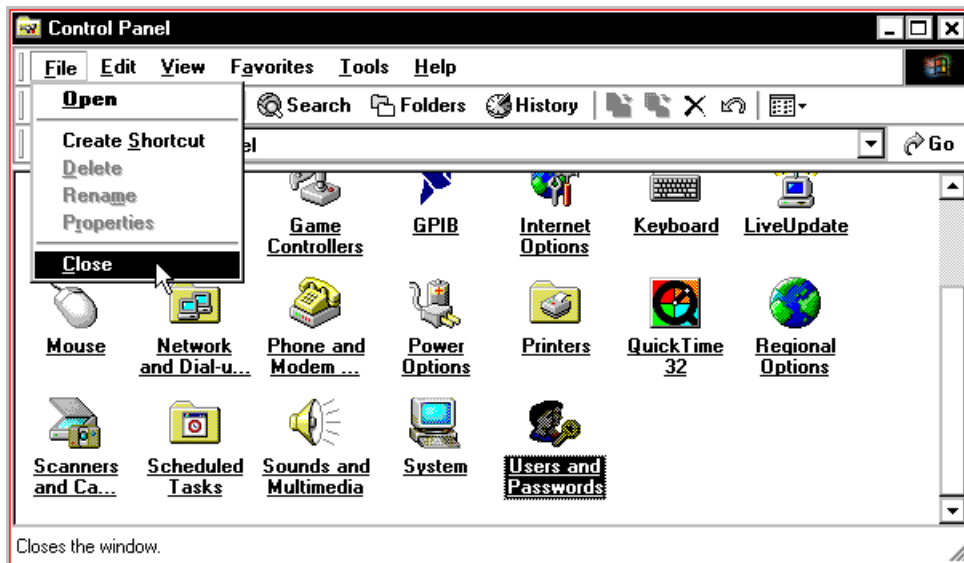 Control Panel
File Edit View Favorites Tools Help
Open
Search Folders History
Create Shortcut
Go
Delete
Rename
Properties
Close
Game
Controllers
GPIB
Internet
Options
Keyboard
LiveUpdate
Mouse
Network
and Dial-u...
Phone and
Modem ...
Power
Options
Printers
QuickTime
32
Regional
Options
Scanners
and Ca...
Scheduled
Tasks
Sounds and
Multimedia
System
Users and
Passwords
Closes the window.